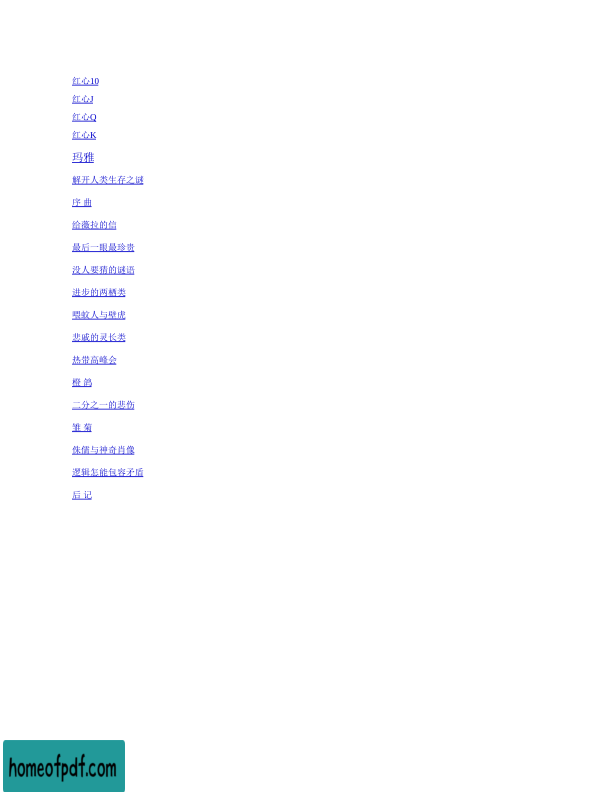 红心10
红心J
红心Q
红心K
玛雅
解开人类生存之谜
序 曲
给薇拉的信
最后一眼最珍贵
没人要猜的谜语
进步的两栖类
喂蚊人与壁虎
悲戚的灵长类
热带高峰会
橙 鸽
二分之一的悲伤
雏 菊
侏儒与神奇肖像
逻辑怎能包容矛盾
后 记
homeofpdf.com